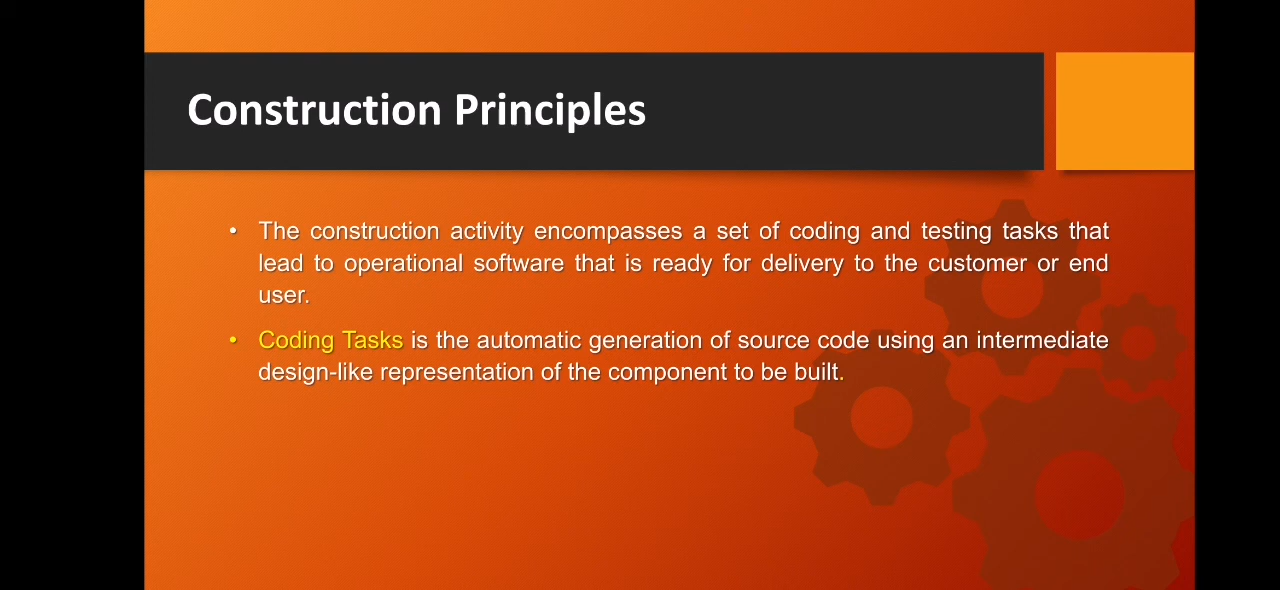 Construction Principles
• The construction activity encompasses a set of coding and testing tasks that
lead to operational software that is ready for delivery to the customer or end
user.
• Coding Tasks is the automatic generation of source code using an intermediate
design-like representation of the component to be built.